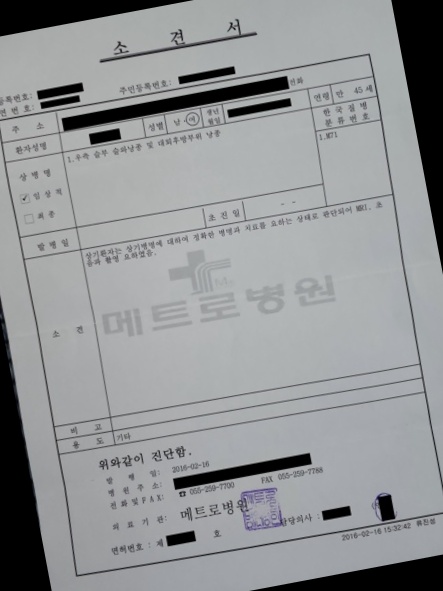 소 견 서
등록번호:
주민등록번호:
번 호:
주 소
전화
환자성명
성별 남 · 여
생년월일
연령 만 45 세
상 병 명
☑ 임 상 적
☐ 최 종
1.우측 슬부 슬와낭종 및 대퇴후방부위 낭종
한 국 질 병
분 류 번 호
1.M71
발 병 일
초 진 일
- -
소 견
상기환자는 상기병명에 대하여 정확한 병명과 치료를 요하는 상태로 판단되어 MRI, 초
음파 촬영 요하였음.
메트로병원
비 고
용 도
기타
위와같이 진단함.
발 행 일: 2016-02-16
병 원 주 소:
전 화 및 F A X: ☎ 055-259-7700 FAX 055-259-7788
의 료 기 관: 메트로병원
담당의사 :
면허번호 : 제 호
2016-02-16 15:32:42